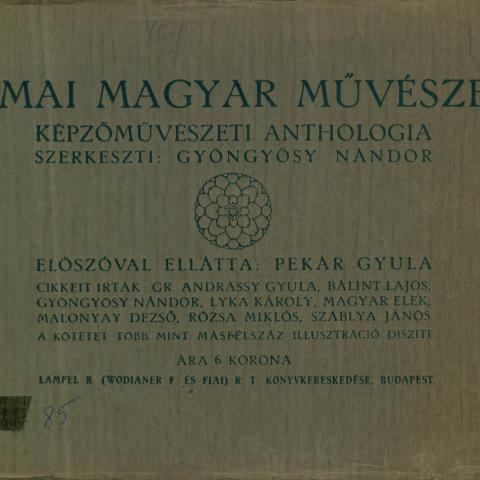 MAI MAGYAR MŰVÉSZE
KÉPZŐMŰVÉSZETI ANTHOLOGIA
SZERKESZTI: GYÖNGYÖSY NÁNDOR
ELŐSZÓVAL ELLÁTTA: PEKÁR GYULA
CIKKEIT IRTÁK: GR. ANDRÁSSY GYULA, BÁLINT LAJOS,
GYÖNGYÖSY NÁNDOR, LYKA KÁROLY, MAGYAR ELEK,
MALONYAY DEZSŐ, RÓZSA MIKLÓS, SZABLYA JÁNOS
A KÖTETET TÖBB MINT MÁSFÉLSZÁZ ILLUSZTRÁCIÓ DISZITI
ÁRA 6 KORONA
LAMPEL R. (WODIANER F. ÉS FIAI) R. T. KÖNYVKERESKEDÉSE, BUDAPEST
85